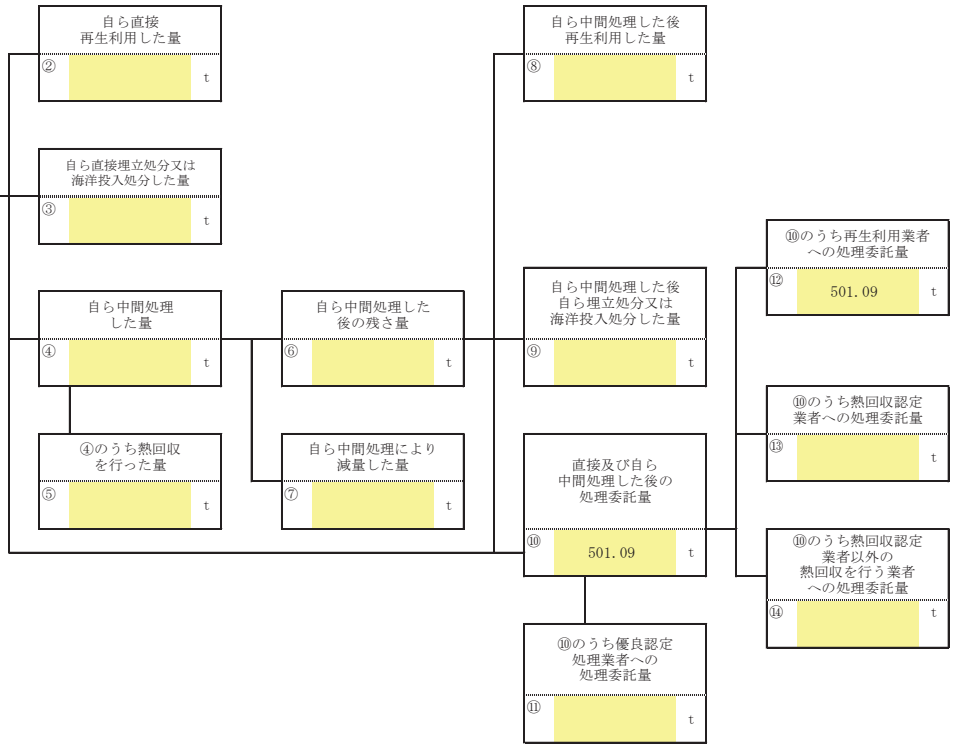 自ら直接
再生利用した量
②
t
自ら直接埋立処分又は
海洋投入処分した量
③
t
自ら中間処理
した量
④
t
④のうち熱回収
を行った量
⑤
t
自ら中間処理した
後の残さ量
⑥
t
自ら中間処理により
減量した量
⑦
t
自ら中間処理した後
再生利用した量
⑧
t
自ら中間処理した後
自ら埋立処分又は
海洋投入処分した量
⑨
t
直接及び自ら
中間処理した後の
処理委託量
⑩ 501.09 t
⑩のうち優良認定
処理業者への
処理委託量
⑪
t
⑩のうち再生利用業者
への処理委託量
⑫ 501.09 t
⑩のうち熱回収認定
業者への処理委託量
⑬
t
⑩のうち熱回収認定
業者以外の
熱回収を行う業者
への処理委託量
⑭
t